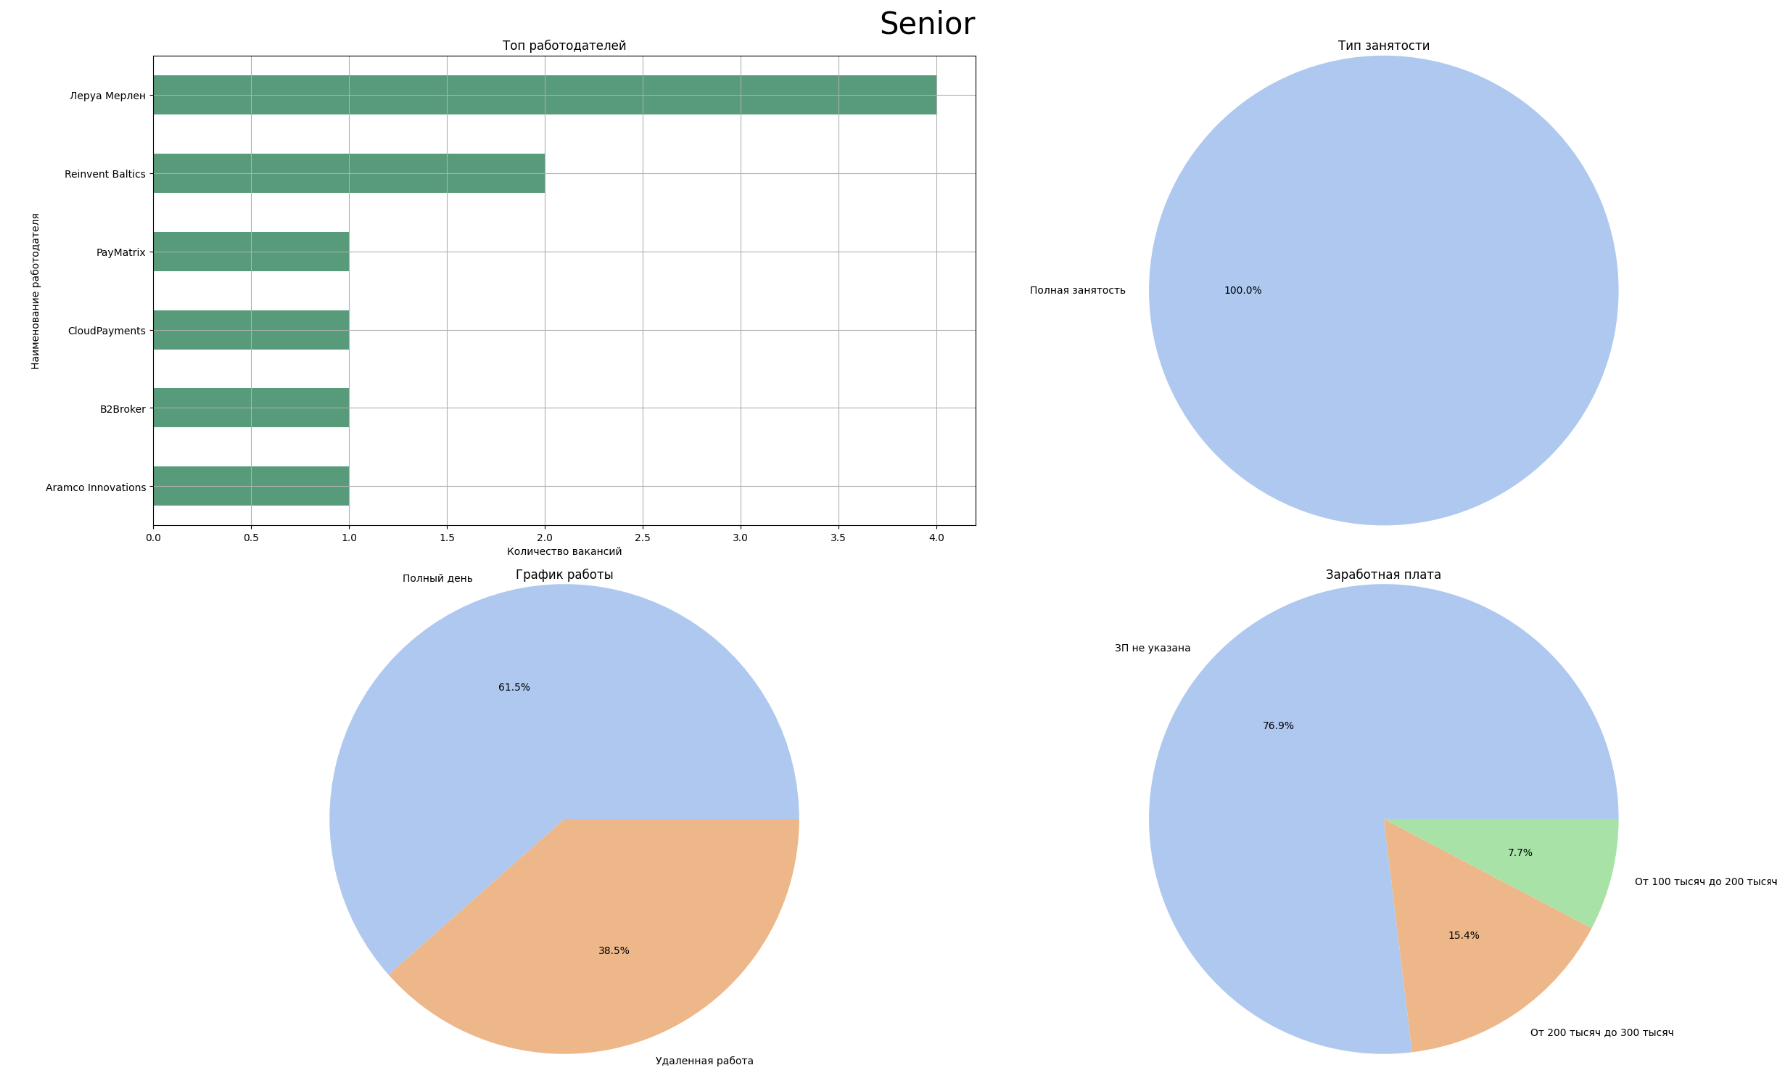 Senior
Топ работодателей
Наименование работодателя
Леруа Мерлен
Reinvent Baltics
PayMatrix
CloudPayments
B2Broker
Aramco Innovations
0.0 0.5 1.0 1.5 2.0 2.5 3.0 3.5 4.0
Количество вакансий
Тип занятости
Полная занятость
100.0%
График работы
Полный день
61.5%
38.5%
Удаленная работа
Заработная плата
ЗП не указана
76.9%
7.7%
От 100 тысяч до 200 тысяч
15.4%
От 200 тысяч до 300 тысяч